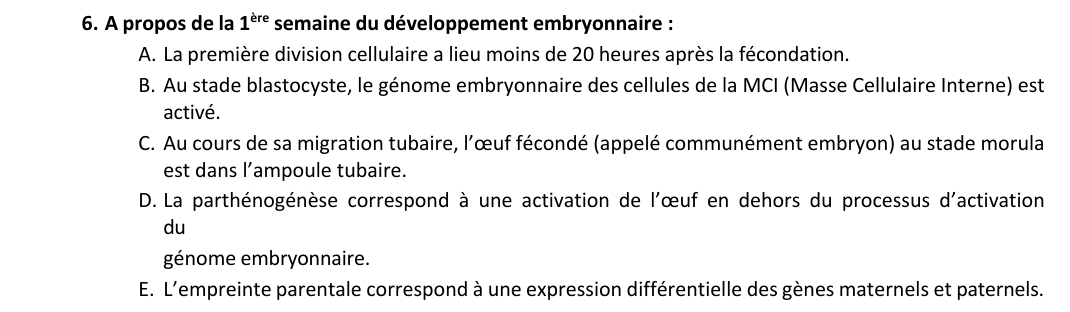 6. A propos de la 1ère semaine du développement embryonnaire :
A. La première division cellulaire a lieu moins de 20 heures après la fécondation.
B. Au stade blastocyste, le génome embryonnaire des cellules de la MCI (Masse Cellulaire Interne) est
activé.
C. Au cours de sa migration tubaire, l’œuf fécondé (appelé communément embryon) au stade morula
est dans l’ampoule tubaire.
D. La parthénogénèse correspond à une activation de l’œuf en dehors du processus d’activation
du
génome embryonnaire.
E. L’empreinte parentale correspond à une expression différentielle des gènes maternels et paternels.